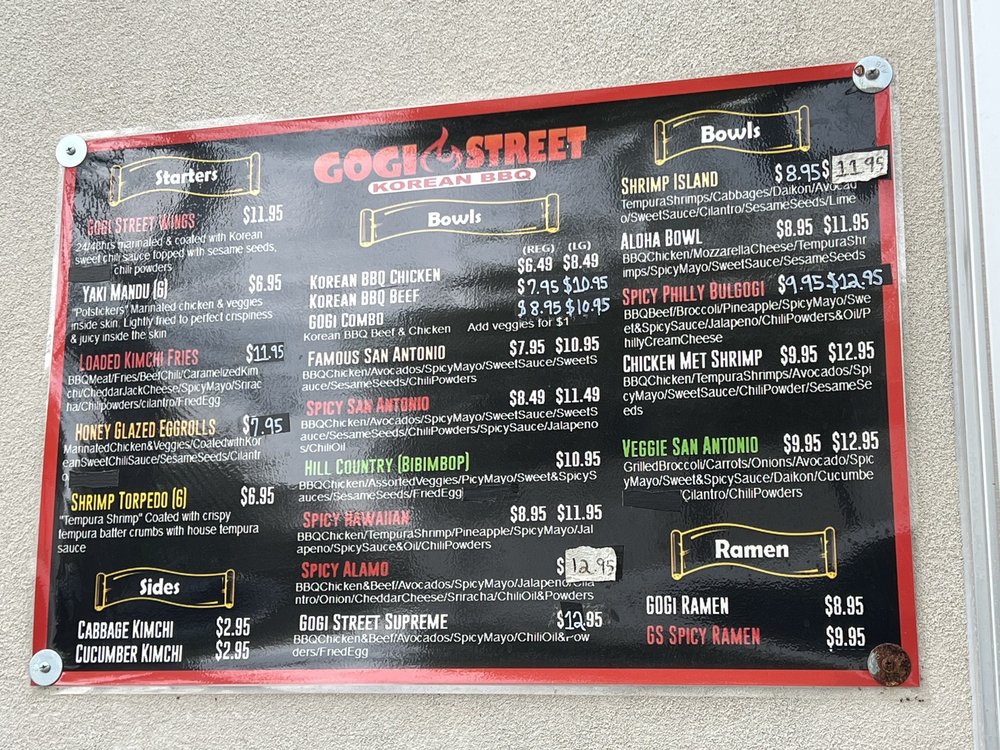 Starters
GOGI STREET WINGS $11.95
24/48hrs marinated & coated with Korean
sweet chili sauce topped with sesame seeds,
chili powders
YAKI MANDU (6) $6.95
"Potstickers" Marinated chicken & veggies
inside skin. Lightly fried to perfect crispiness
& juicy inside the skin
LOADED KIMCHI FRIES $11.95
BBQMeat/Fries/BeefChili/CaramelizedKim
chi/CheddarJackCheese/SpicyMayo/Srirac
ha/Chilipowders/cilantro/FriedEgg
HONEY GLAZED EGGROLLS $7.95
MarinatedChicken&Veggies/CoatedwithKor
eanSweetChiliSauce/SesameSeeds/Cilantr
o
SHRIMP TORPEDO (6) $6.95
"Tempura Shrimp" Coated with crispy
tempura batter crumbs with house tempura
sauce
Sides
CABBAGE KIMCHI $2.95
CUCUMBER KIMCHI $2.95
GOGI STREET
KOREAN BBQ
Bowls
(REG) (LG)
KOREAN BBQ CHICKEN $6.49 $8.49
KOREAN BBQ BEEF $7.95 $10.95
GOGI COMBO $8.95 $10.95
Korean BBQ Beef & Chicken Add veggies for $1
FAMOUS SAN ANTONIO $7.95 $10.95
BBQChicken/Avocados/SpicyMayo/SweetSauce/SweetS
auce/SesameSeeds/ChiliPowders
SPICY SAN ANTONIO $8.49 $11.49
BBQChicken/Avocados/SpicyMayo/SweetSauce/SweetS
auce/SesameSeeds/ChiliPowders/SpicySauce/Jalapeno
s/ChiliOil
HILL COUNTRY (BIBIMBOP) $10.95
BBQChicken/AssortedVeggies/PicyMayo/Sweet&SpicyS
auces/SesameSeeds/FriedEgg
SPICY HAWAIIAN $8.95 $11.95
BBQChicken/TempuraShrimp/Pineapple/SpicyMayo/Jal
apeno/SpicySauce&Oil/ChiliPowders
SPICY ALAMO $12.95
BBQChicken&Beef/Avocados/SpicyMayo/Jalapeno/Cila
ntro/Onion/CheddarCheese/Sriracha/ChiliOil&Powders
GOGI STREET SUPREME $12.95
BBQChicken&Beef/Avocados/SpicyMayo/ChiliOil&Pow
ders/FriedEgg
Bowls
SHRIMP ISLAND $8.95 $11.95
TempuraShrimps/Cabbages/Daikon/Avocad
o/SweetSauce/Cilantro/SesameSeeds/Lime
ALOHA BOWL $8.95 $11.95
BBQChicken/MozzarellaCheese/TempuraShr
imps/SpicyMayo/SweetSauce/SesameSeeds
SPICY PHILLY BULGOGI $9.95 $12.95
BBQBeef/Broccoli/Pineapple/SpicyMayo/Swe
et&SpicySauce/Jalapeno/ChiliPowders&Oil/P
hillyCreamCheese
CHICKEN MET SHRIMP $9.95 $12.95
BBQChicken/TempuraShrimps/Avocados/Spi
cyMayo/SweetSauce/ChiliPowder/SesameSe
eds
VEGGIE SAN ANTONIO $9.95 $12.95
GrilledBroccoli/Carrots/Onions/Avocado/Spic
yMayo/Sweet&SpicySauce/Daikon/Cucumbe
/Cilantro/ChiliPowders
Ramen
GOGI RAMEN $8.95
GS SPICY RAMEN $9.95